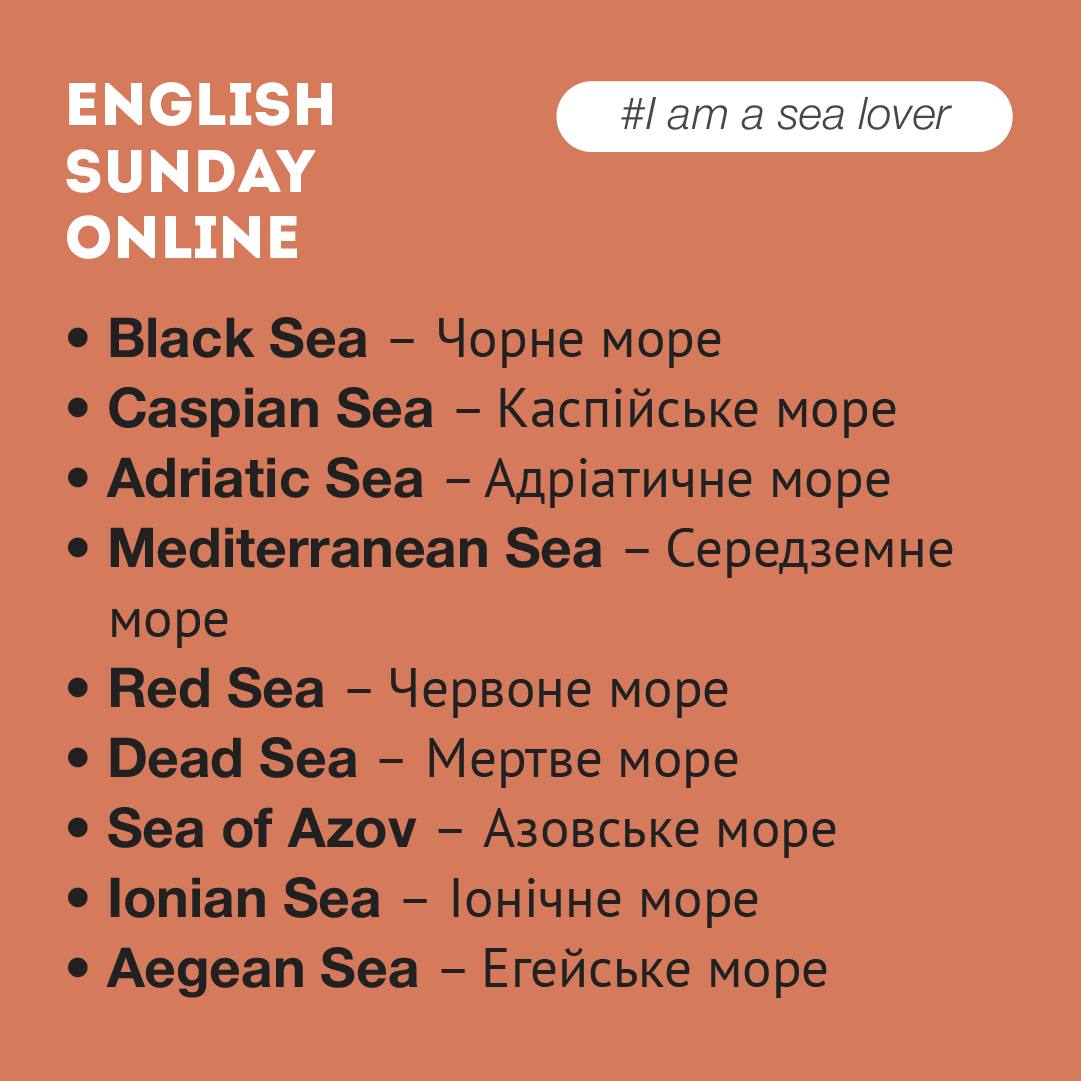 ENGLISH
SUNDAY
ONLINE
#I am a sea lover
• Black Sea – Чорне море
• Caspian Sea – Каспійське море
• Adriatic Sea – Адріатичне море
• Mediterranean Sea – Середземне
море
• Red Sea – Червоне море
• Dead Sea – Мертве море
• Sea of Azov – Азовське море
• Ionian Sea – Іонічне море
• Aegean Sea – Егейське море